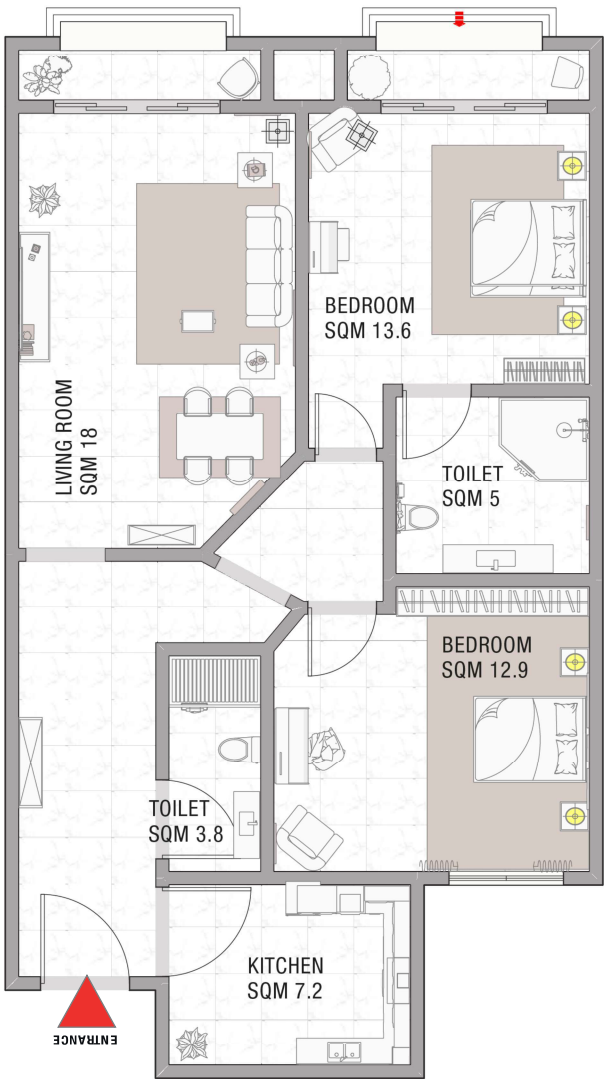 BEDROOM
SQM 13.6
LIVING ROOM
SQM 18
TOILET
SQM 5
BEDROOM
SQM 12.9
TOILET
SQM 3.8
KITCHEN
SQM 7.2
ENTRANCE